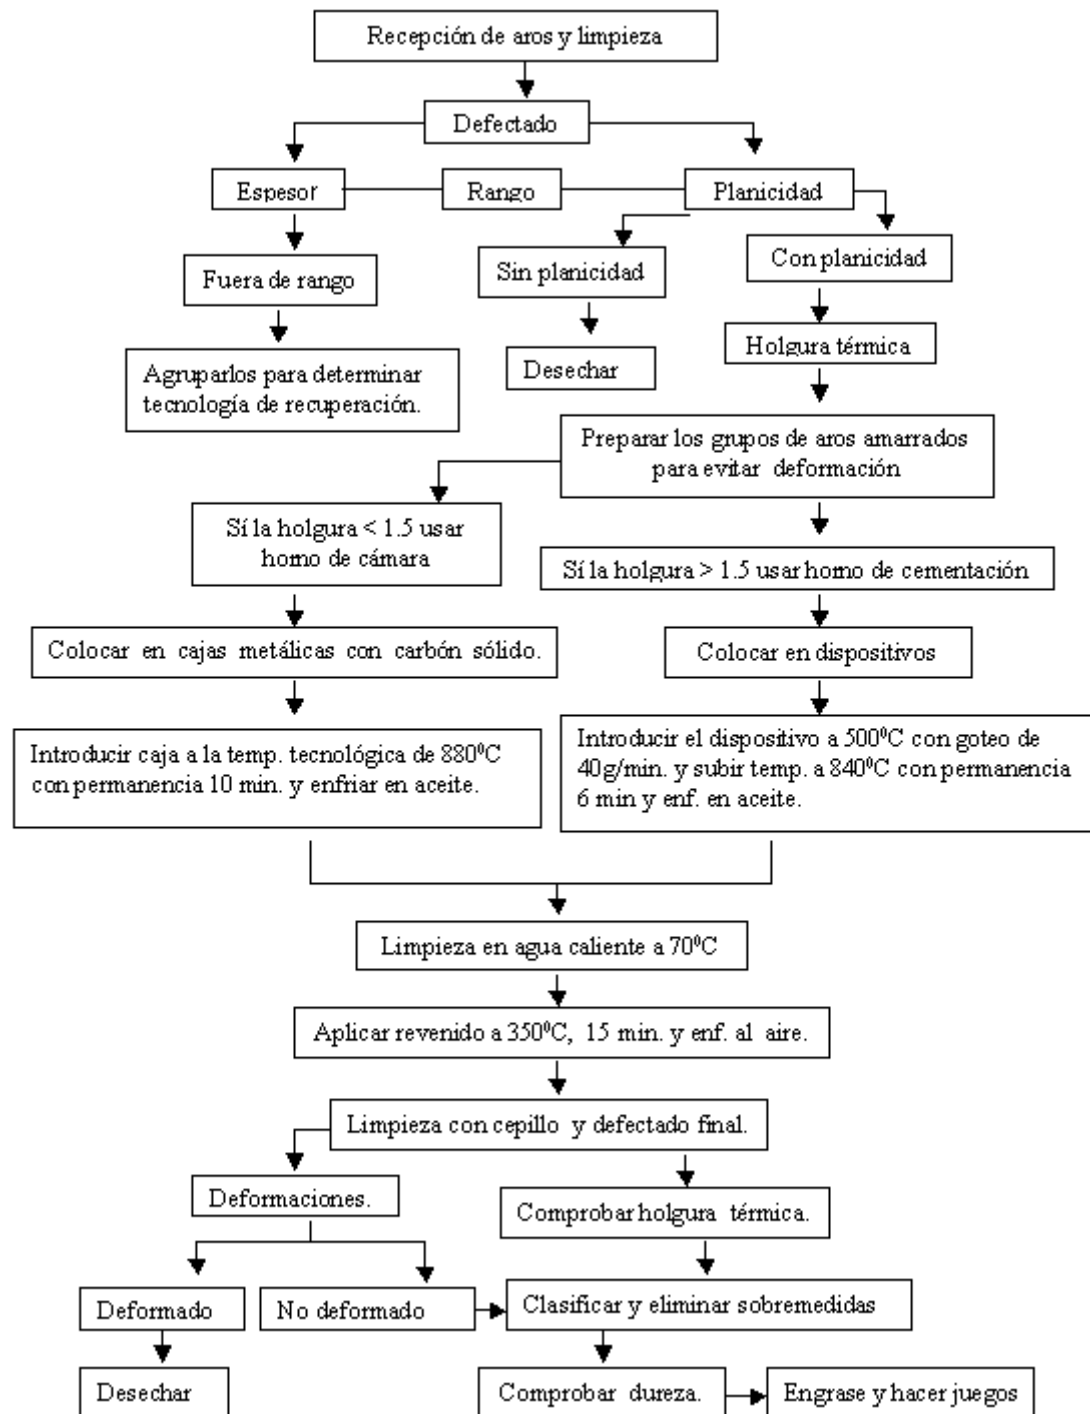 Recepción de aros y limpieza
Defectado
Espesor
Rango
Planicidad
Fuera de rango
Sin planicidad
Con planicidad
Agruparlos para determinar
tecnología de recuperación.
Desechar
Holgura térmica
Preparar los grupos de aros amarrados
para evitar deformación
Sí la holgura < 1.5 usar
horno de cámara
Sí la holgura > 1.5 usar horno de cementación
Colocar en cajas metálicas con carbón sólido.
Colocar en dispositivos
Introducir caja a la temp. tecnológica de 880⁰C
con permanencia 10 min. y enfriar en aceite.
Introducir el dispositivo a 500⁰C con goteo de
40g/min. y subir temp. a 840⁰C con permanencia
6 min y enf. en aceite.
Limpieza en agua caliente a 70⁰C
Aplicar revenido a 350⁰C, 15 min. y enf. al aire.
Limpieza con cepillo y defectado final.
Deformaciones.
Comprobar holgura térmica.
Deformado
No deformado
Clasificar y eliminar sobremedidas
Desechar
Comprobar dureza.
Engrase y hacer juegos